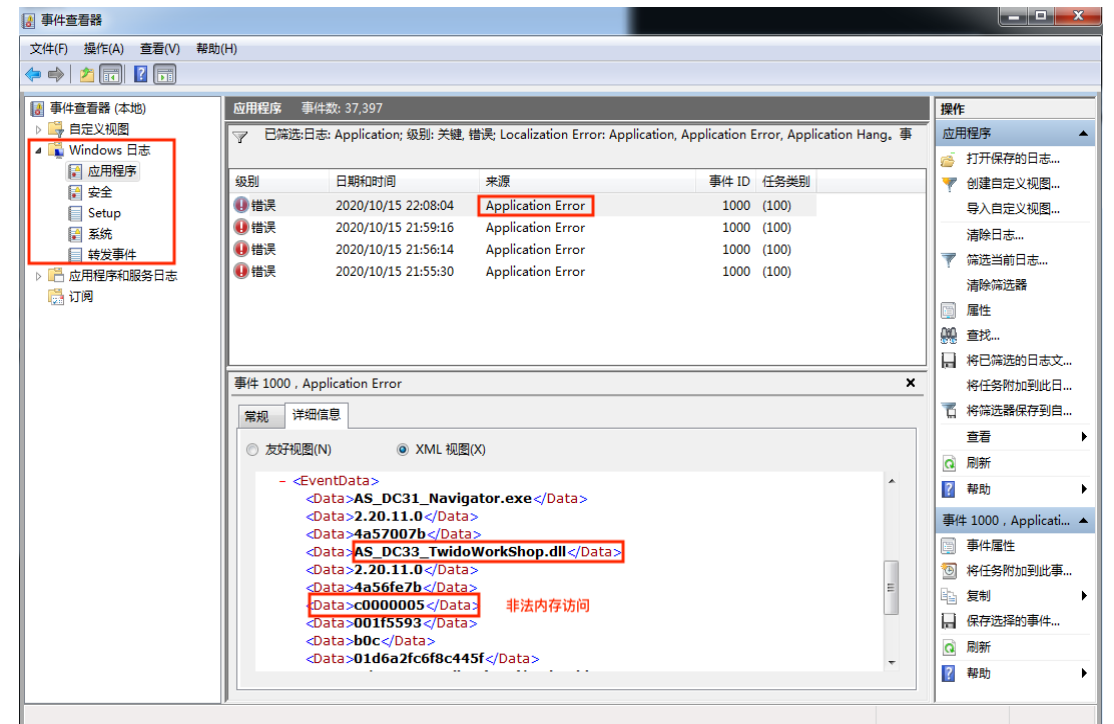 事件查看器
文件(F) 操作(A) 查看(V) 帮助(H)
事件查看器 (本地)
自定义视图
Windows 日志
应用程序
安全
Setup
系统
转发事件
应用程序和服务日志
订阅
应用程序 事件数: 37,397
已筛选:日志: Application; 级别: 关键, 错误; Localization Error: Application, Application Error, Application Hang。事
级别 日期和时间 来源 事件 ID 任务类别
错误 2020/10/15 22:08:04 Application Error 1000 (100)
错误 2020/10/15 21:59:16 Application Error 1000 (100)
错误 2020/10/15 21:56:14 Application Error 1000 (100)
错误 2020/10/15 21:55:30 Application Error 1000 (100)
事件 1000，Application Error
常规 详细信息
友好视图(N) XML 视图(X)
- <EventData>
<Data>AS_DC31_Navigator.exe</Data>
<Data>2.20.11.0</Data>
<Data>4a57007b</Data>
<Data>AS_DC33_TwidoWorkShop.dll</Data>
<Data>2.20.11.0</Data>
<Data>4a56fe7b</Data>
<Data>c0000005</Data> 非法内存访问
<Data>001f5593</Data>
<Data>b0c</Data>
<Data>01d6a2fc6f8c445f</Data>
操作
应用程序
打开保存的日志...
创建自定义视图...
导入自定义视图...
清除日志...
筛选当前日志...
清除筛选器
属性
查找...
将已筛选的日志文...
将任务附加到此日...
将筛选器保存到自...
查看
刷新
帮助
事件 1000，Applicati...
事件属性
将任务附加到此事...
复制
保存选择的事件...
刷新
帮助